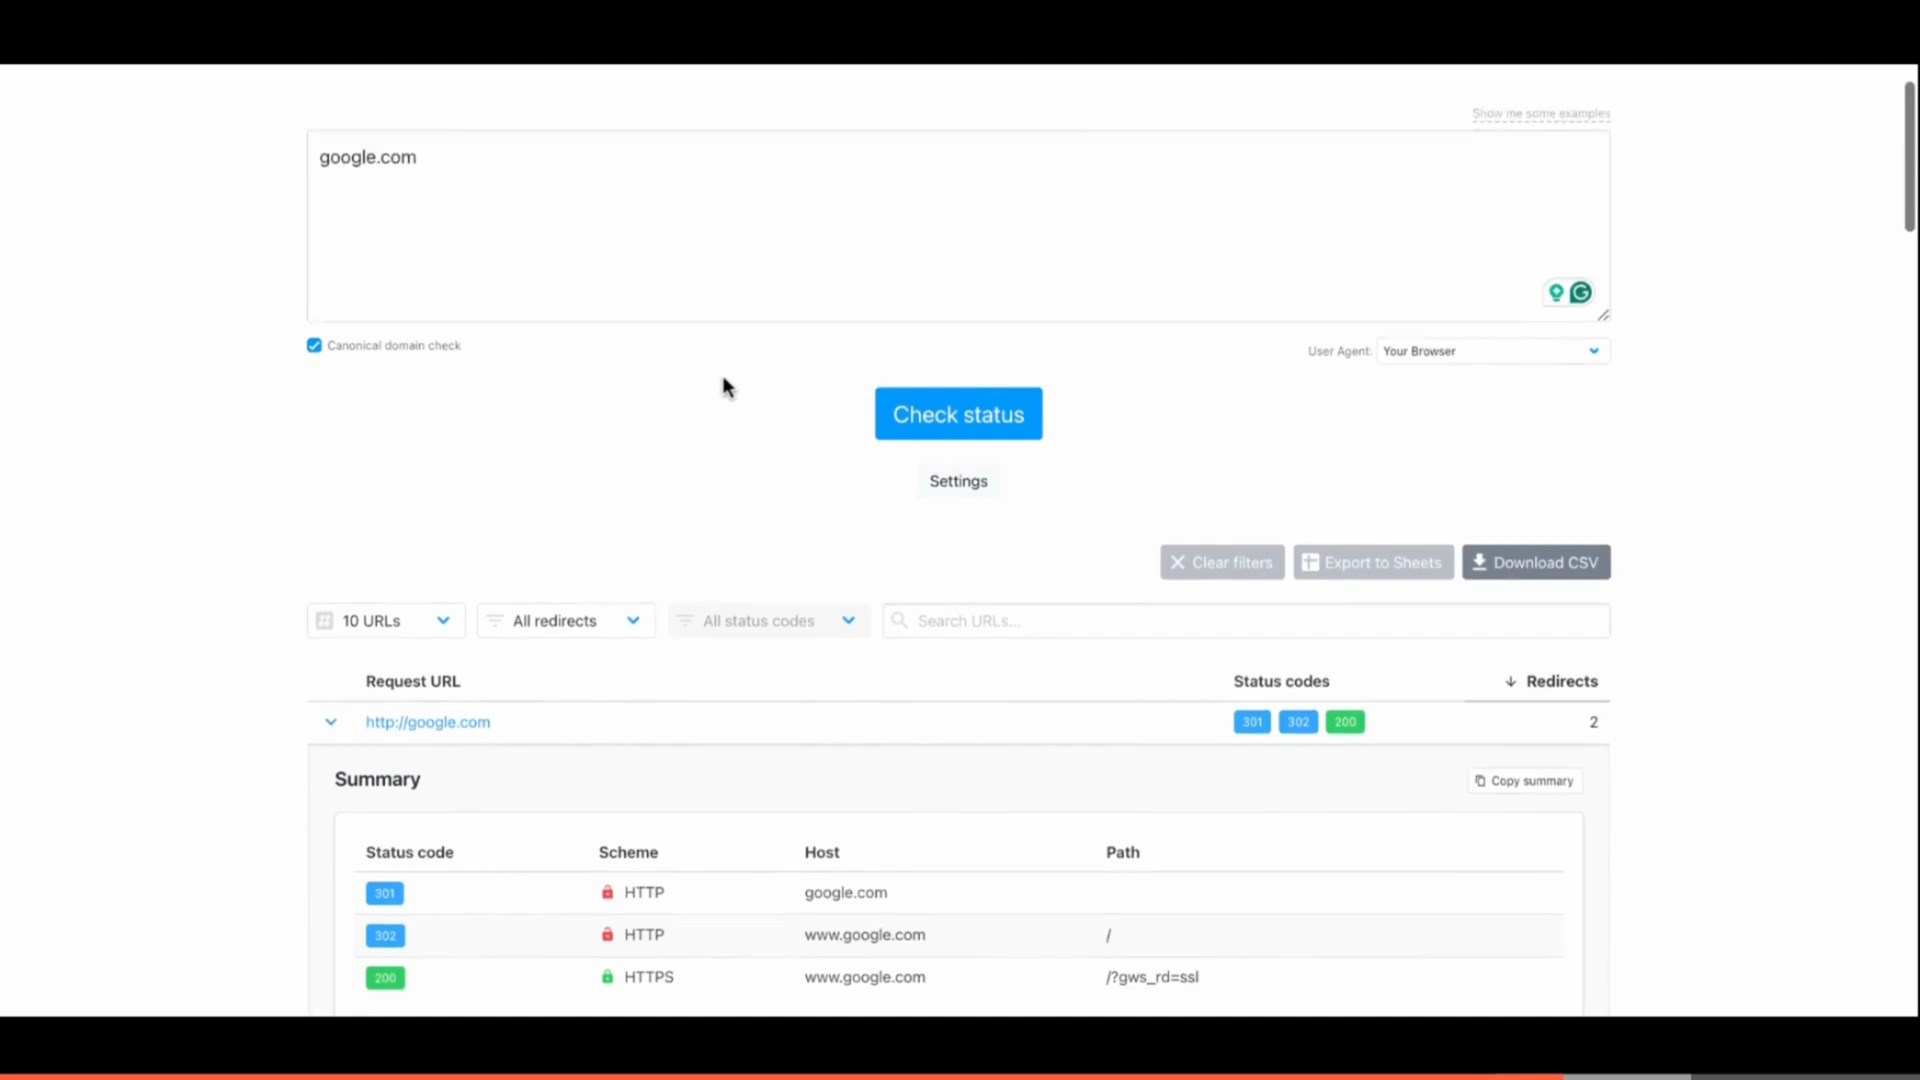 Show me some examples
google.com
Canonical domain check
User Agent: Your Browser
Check status
Settings
Clear filters Export to Sheets Download CSV
10 URLs All redirects All status codes Search URLs...
Request URL Status codes Redirects
http://google.com 301 302 200 2
Summary Copy summary
Status code Scheme Host Path
301 HTTP google.com
302 HTTP www.google.com /
200 HTTPS www.google.com /?gws_rd=ssl